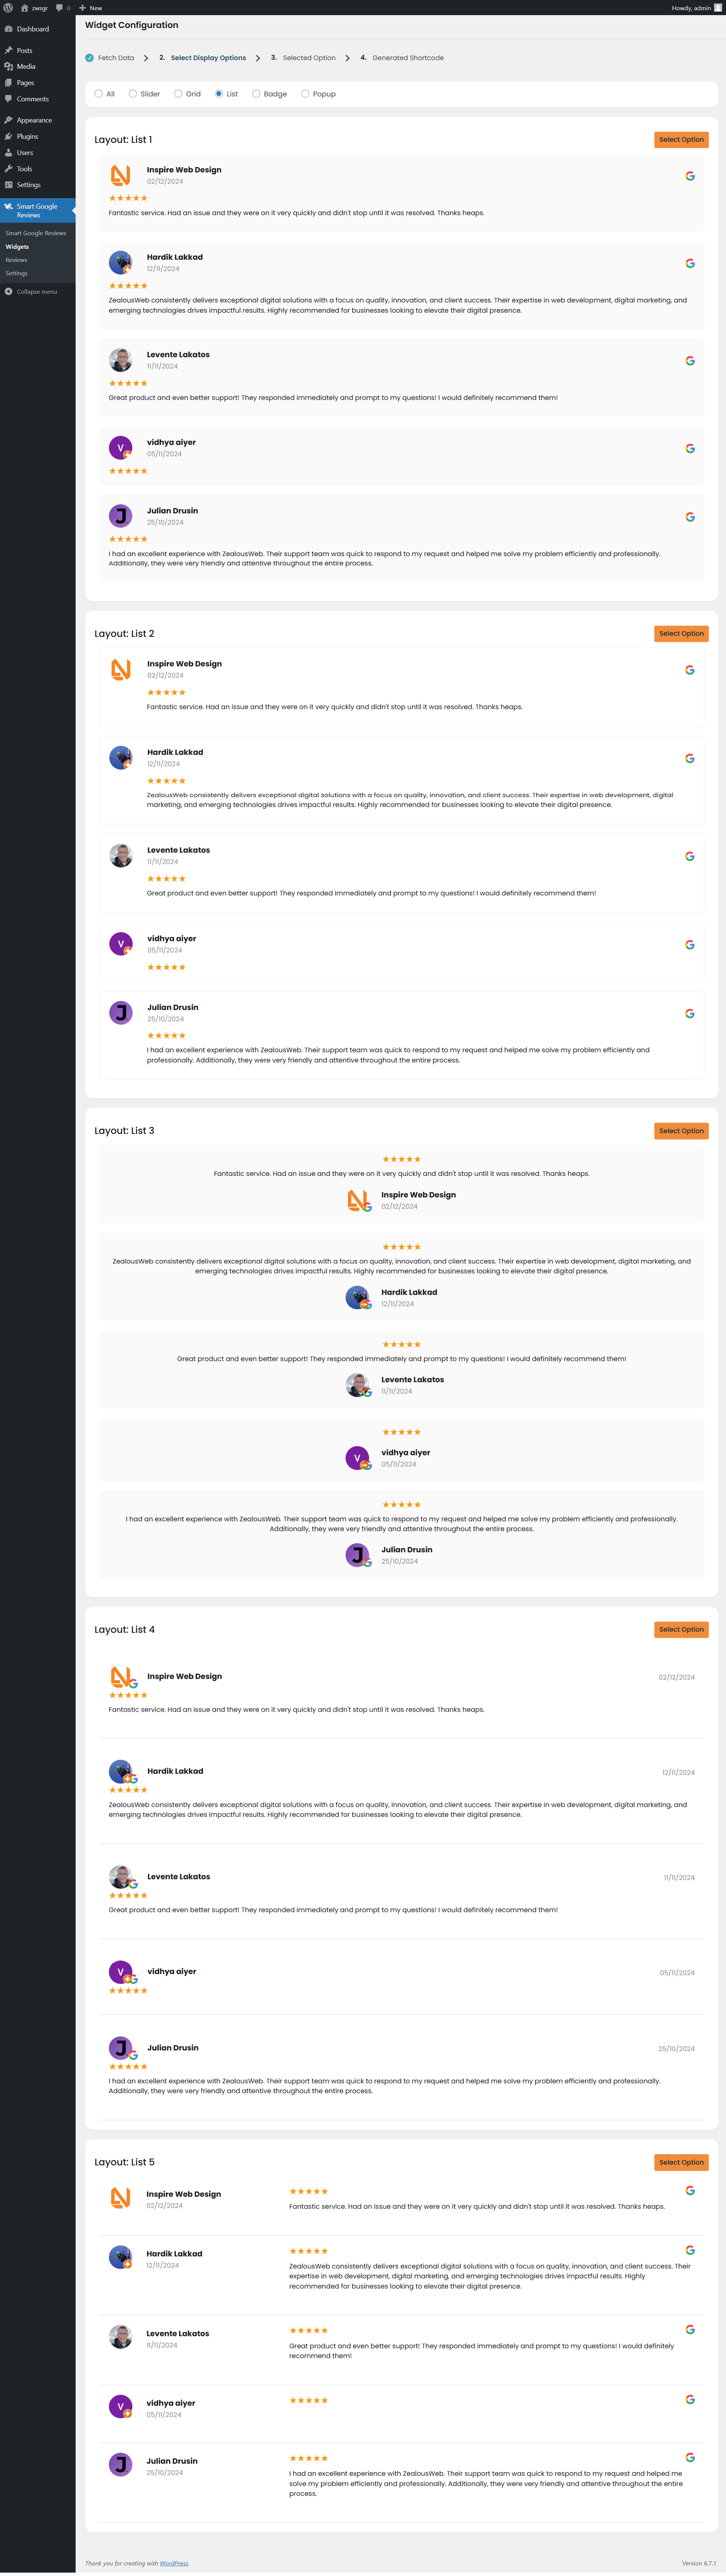 zwsgr
0
New
Howdy, admin
Dashboard
Posts
Media
Pages
Comments
Appearance
Plugins
Users
Tools
Settings
Smart Google
Reviews
Smart Google Reviews
Widgets
Reviews
Settings
Collapse menu
Widget Configuration
Fetch Data
2. Select Display Options
3. Selected Option
4. Generated Shortcode
All
Slider
Grid
List
Badge
Popup
Layout: List 1
Select Option
Inspire Web Design
02/12/2024
Fantastic service. Had an issue and they were on it very quickly and didn't stop until it was resolved. Thanks heaps.
Hardik Lakkad
12/11/2024
ZealousWeb consistently delivers exceptional digital solutions with a focus on quality, innovation, and client success. Their expertise in web development, digital marketing, and
emerging technologies drives impactful results. Highly recommended for businesses looking to elevate their digital presence.
Levente Lakatos
11/11/2024
Great product and even better support! They responded immediately and prompt to my questions! I would definitely recommend them!
V
vidhya aiyer
05/11/2024
J
Julian Drusin
25/10/2024
I had an excellent experience with ZealousWeb. Their support team was quick to respond to my request and helped me solve my problem efficiently and professionally.
Additionally, they were very friendly and attentive throughout the entire process.
Layout: List 2
Select Option
Inspire Web Design
02/12/2024
Fantastic service. Had an issue and they were on it very quickly and didn't stop until it was resolved. Thanks heaps.
Hardik Lakkad
12/11/2024
ZealousWeb consistently delivers exceptional digital solutions with a focus on quality, innovation, and client success. Their expertise in web development, digital
marketing, and emerging technologies drives impactful results. Highly recommended for businesses looking to elevate their digital presence.
Levente Lakatos
11/11/2024
Great product and even better support! They responded immediately and prompt to my questions! I would definitely recommend them!
V
vidhya aiyer
05/11/2024
J
Julian Drusin
25/10/2024
I had an excellent experience with ZealousWeb. Their support team was quick to respond to my request and helped me solve my problem efficiently and
professionally. Additionally, they were very friendly and attentive throughout the entire process.
Layout: List 3
Select Option
Fantastic service. Had an issue and they were on it very quickly and didn't stop until it was resolved. Thanks heaps.
Inspire Web Design
02/12/2024
ZealousWeb consistently delivers exceptional digital solutions with a focus on quality, innovation, and client success. Their expertise in web development, digital marketing, and
emerging technologies drives impactful results. Highly recommended for businesses looking to elevate their digital presence.
Hardik Lakkad
12/11/2024
Great product and even better support! They responded immediately and prompt to my questions! I would definitely recommend them!
Levente Lakatos
11/11/2024
V
vidhya aiyer
05/11/2024
I had an excellent experience with ZealousWeb. Their support team was quick to respond to my request and helped me solve my problem efficiently and professionally.
Additionally, they were very friendly and attentive throughout the entire process.
J
Julian Drusin
25/10/2024
Layout: List 4
Select Option
Inspire Web Design
02/12/2024
Fantastic service. Had an issue and they were on it very quickly and didn't stop until it was resolved. Thanks heaps.
Hardik Lakkad
12/11/2024
ZealousWeb consistently delivers exceptional digital solutions with a focus on quality, innovation, and client success. Their expertise in web development, digital marketing, and
emerging technologies drives impactful results. Highly recommended for businesses looking to elevate their digital presence.
Levente Lakatos
11/11/2024
Great product and even better support! They responded immediately and prompt to my questions! I would definitely recommend them!
V
vidhya aiyer
05/11/2024
J
Julian Drusin
25/10/2024
I had an excellent experience with ZealousWeb. Their support team was quick to respond to my request and helped me solve my problem efficiently and professionally.
Additionally, they were very friendly and attentive throughout the entire process.
Layout: List 5
Select Option
Inspire Web Design
02/12/2024
Fantastic service. Had an issue and they were on it very quickly and didn't stop until it was resolved. Thanks heaps.
Hardik Lakkad
12/11/2024
ZealousWeb consistently delivers exceptional digital solutions with a focus on quality, innovation, and client success. Their
expertise in web development, digital marketing, and emerging technologies drives impactful results. Highly
recommended for businesses looking to elevate their digital presence.
Levente Lakatos
11/11/2024
Great product and even better support! They responded immediately and prompt to my questions! I would definitely
recommend them!
V
vidhya aiyer
05/11/2024
J
Julian Drusin
25/10/2024
I had an excellent experience with ZealousWeb. Their support team was quick to respond to my request and helped me
solve my problem efficiently and professionally. Additionally, they were very friendly and attentive throughout the entire
process.
Thank you for creating with WordPress.
Version 6.7.1